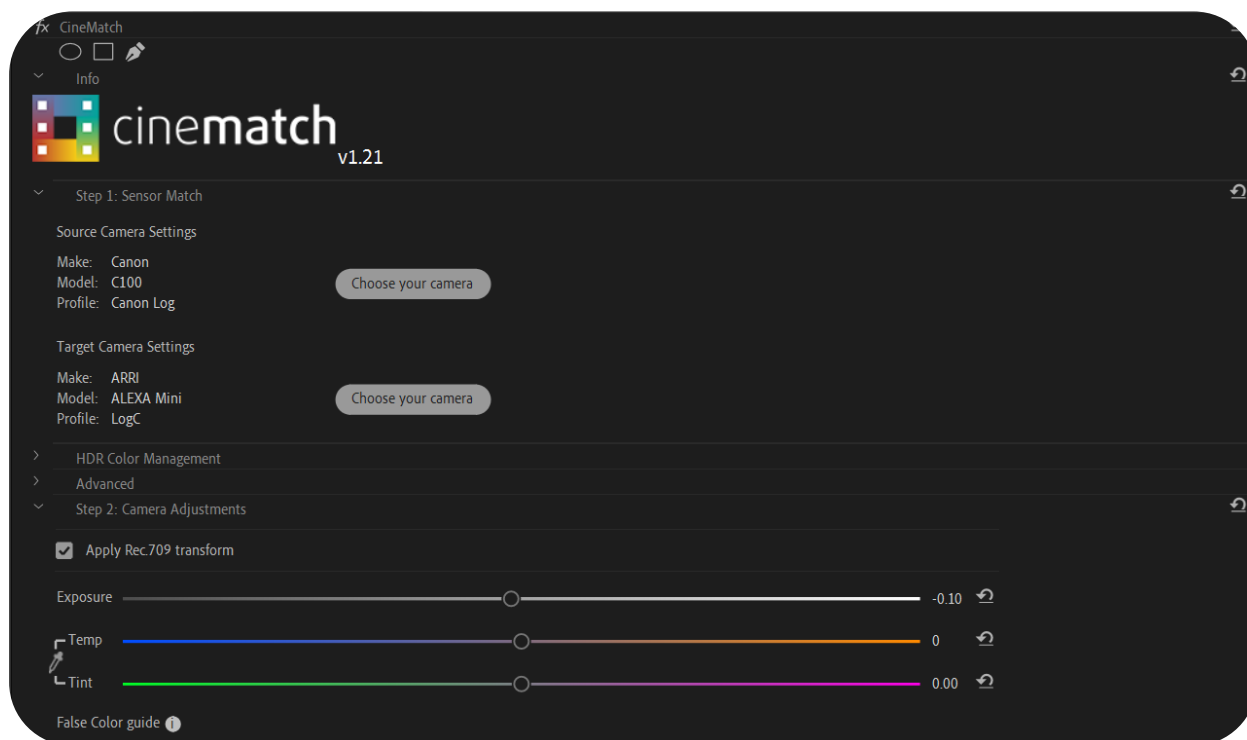 fx CineMatch
Info
cinematch
v1.21
Step 1: Sensor Match
Source Camera Settings
Make: Canon
Model: C100
Profile: Canon Log
Choose your camera
Target Camera Settings
Make: ARRI
Model: ALEXA Mini
Profile: LogC
Choose your camera
HDR Color Management
Advanced
Step 2: Camera Adjustments
Apply Rec.709 transform
Exposure -0.10
Temp 0
Tint 0.00
False Color guide i